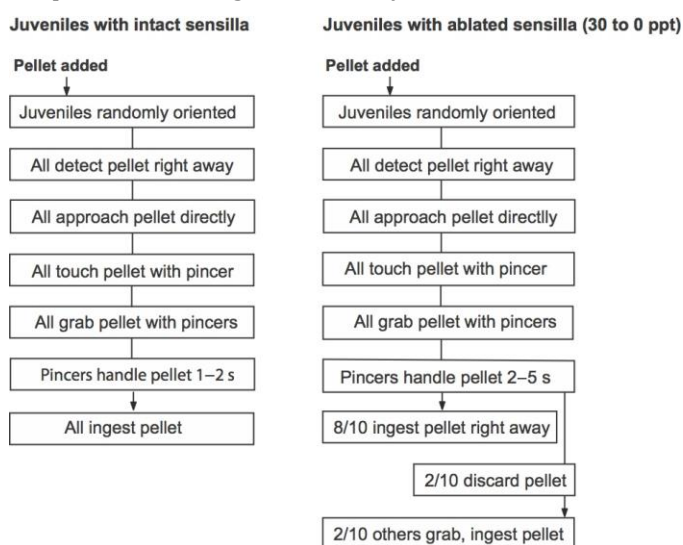 Juveniles with intact sensilla
Pellet added
Juveniles randomly oriented
All detect pellet right away
All approach pellet directly
All touch pellet with pincer
All grab pellet with pincers
Pincers handle pellet 1–2 s
All ingest pellet
Juveniles with ablated sensilla (30 to 0 ppt)
Pellet added
Juveniles randomly oriented
All detect pellet right away
All approach pellet directlly
All touch pellet with pincer
All grab pellet with pincers
Pincers handle pellet 2–5 s
8/10 ingest pellet right away
2/10 discard pellet
2/10 others grab, ingest pellet